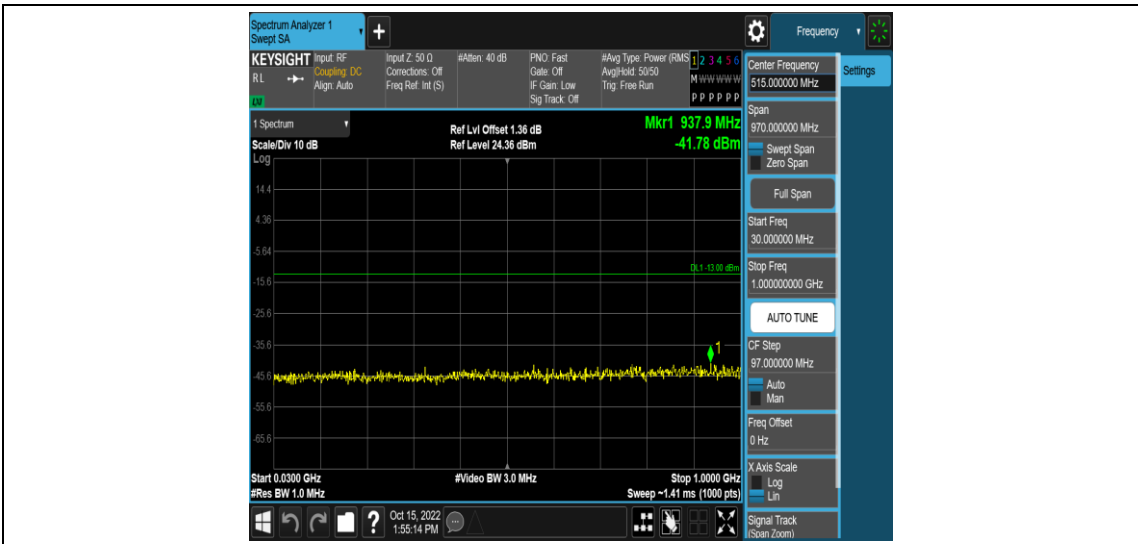 Spectrum Analyzer 1
Swept SA
+
Frequency
KEYSIGHT
RL
LXI
Input: RF
Coupling: DC
Align: Auto
Input Z: 50 Ω
Corrections: Off
Freq Ref: Int (S)
#Atten: 40 dB
PNO: Fast
Gate: Off
IF Gain: Low
Sig Track: Off
#Avg Type: Power (RMS
Avg|Hold: 50/50
Trig: Free Run
1 2 3 4 5 6
M W W W W W
P P P P P P
Center Frequency
515.000000 MHz
Settings
1 Spectrum
Scale/Div 10 dB
Log
Ref Lvl Offset 1.36 dB
Ref Level 24.36 dBm
Mkr1 937.9 MHz
-41.78 dBm
14.4
4.36
-5.64
-15.6
-25.6
-35.6
-45.6
-55.6
-65.6
DL1 -13.00 dBm
1
Span
970.000000 MHz
Swept Span
Zero Span
Full Span
Start Freq
30.000000 MHz
Stop Freq
1.000000000 GHz
AUTO TUNE
CF Step
97.000000 MHz
Auto
Man
Freq Offset
0 Hz
X Axis Scale
Log
Lin
Signal Track
(Span Zoom)
Start 0.0300 GHz
#Res BW 1.0 MHz
#Video BW 3.0 MHz
Stop 1.0000 GHz
Sweep ~1.41 ms (1000 pts)
?
Oct 15, 2022
1:55:14 PM